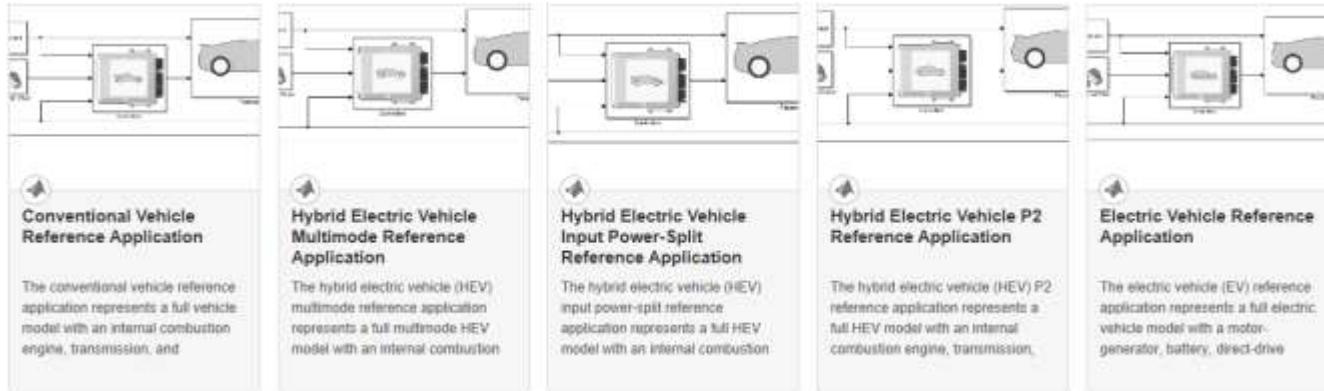 Conventional Vehicle
Reference Application
The conventional vehicle reference
application represents a full vehicle
model with an internal combustion
engine, transmission, and
Hybrid Electric Vehicle
Multimode Reference
Application
The hybrid electric vehicle (HEV)
multimode reference application
represents a full multimode HEV
model with an internal combustion
Hybrid Electric Vehicle
Input Power-Split
Reference Application
The hybrid electric vehicle (HEV)
input power-split reference
application represents a full HEV
model with an internal combustion
Hybrid Electric Vehicle P2
Reference Application
The hybrid electric vehicle (HEV) P2
reference application represents a
full HEV model with an internal
combustion engine, transmission,
Electric Vehicle Reference
Application
The electric vehicle (EV) reference
application represents a full electric
vehicle model with a motor-
generator, battery, direct-drive